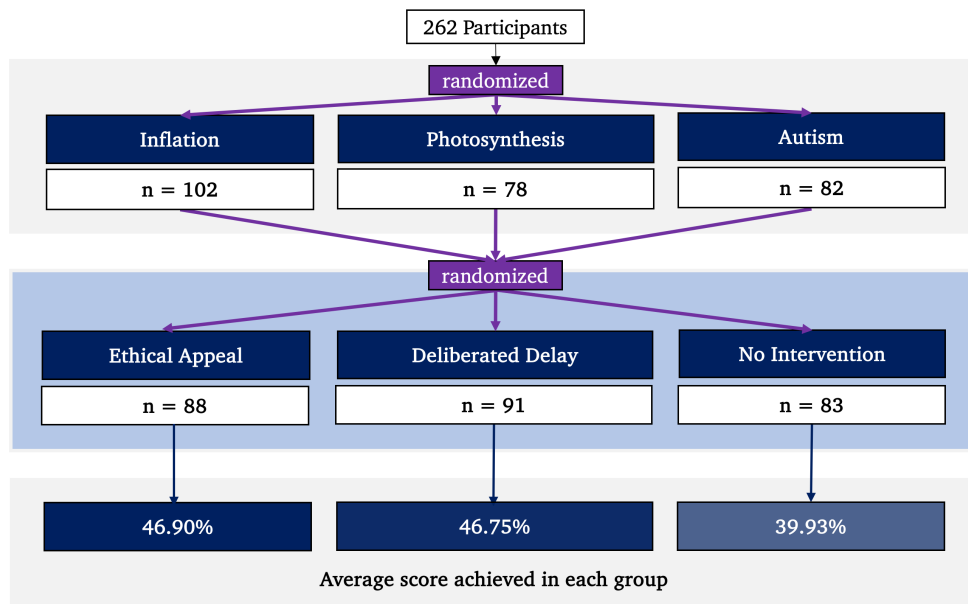 262 Participants
randomized
Inflation
Photosynthesis
Autism
n = 102
n = 78
n = 82
randomized
Ethical Appeal
Deliberated Delay
No Intervention
n = 88
n = 91
n = 83
46.90%
46.75%
39.93%
Average score achieved in each group